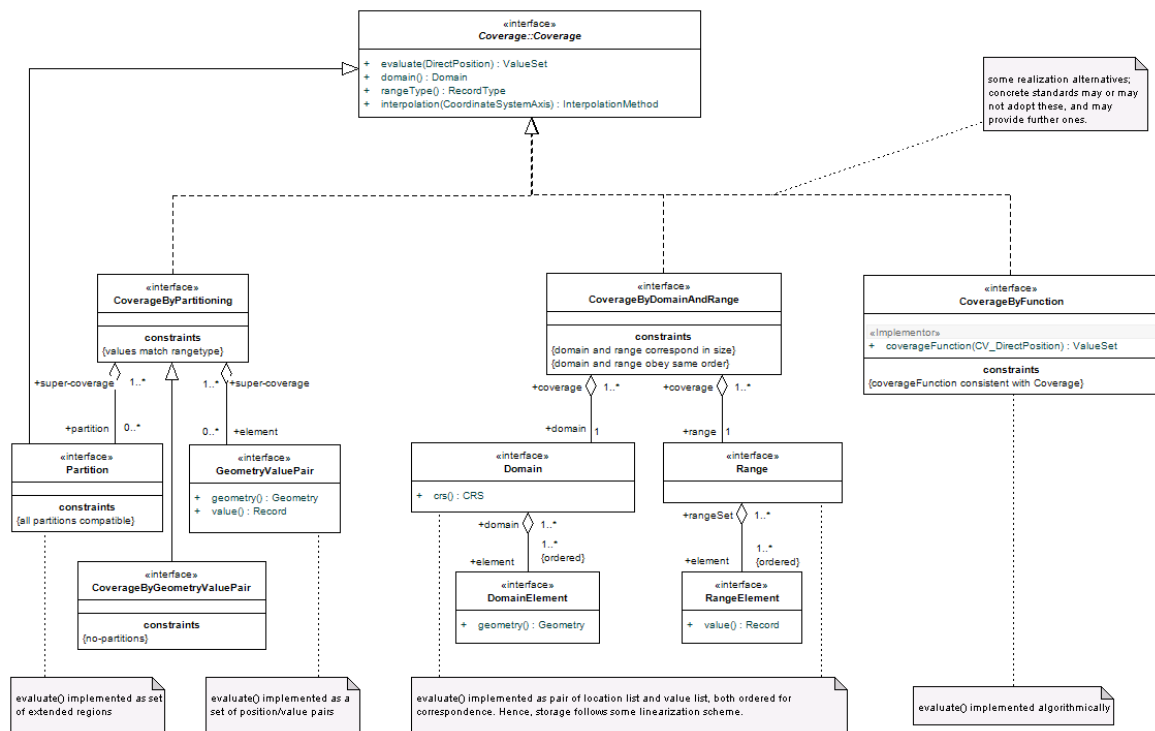 «interface»
Coverage::Coverage
+ evaluate(DirectPosition) : ValueSet
+ domain() : Domain
+ rangeType() : RecordType
+ interpolation(CoordinateSystemAxis) : InterpolationMethod
some realization alternatives;
concrete standards may or may
not adopt these, and may
provide further ones.
«interface»
CoverageByPartitioning
constraints
{values match rangetype}
«interface»
CoverageByDomainAndRange
constraints
{domain and range correspond in size}
{domain and range obey same order}
«interface»
CoverageByFunction
«Implementor»
+ coverageFunction(CV_DirectPosition) : ValueSet
constraints
{coverageFunction consistent with Coverage}
+super-coverage 1..*
1..* +super-coverage
+coverage 1..*
+coverage 1..*
+partition 0..*
0..* +element
+domain 1
+range 1
«interface»
Partition
constraints
{all partitions compatible}
«interface»
GeometryValuePair
+ geometry() : Geometry
+ value() : Record
«interface»
Domain
+ crs() : CRS
«interface»
Range
+domain 1..*
1..*
+element {ordered}
+rangeSet 1..*
1..*
+element {ordered}
«interface»
CoverageByGeometryValuePair
constraints
{no-partitions}
«interface»
DomainElement
+ geometry() : Geometry
«interface»
RangeElement
+ value() : Record
evaluate() implemented as set
of extended regions
evaluate() implemented as a
set of position/value pairs
evaluate() implemented as pair of location list and value list, both ordered for
correspondence. Hence, storage follows some linearization scheme.
evaluate() implemented algorithmically